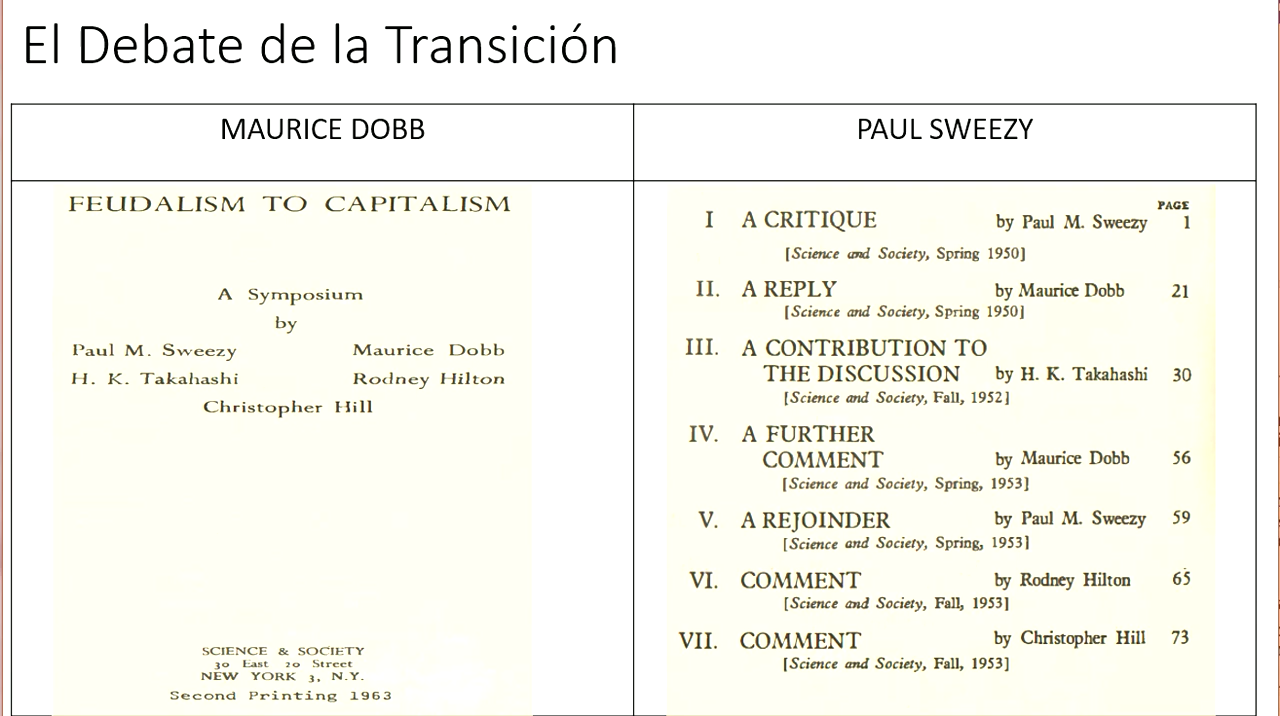 El Debate de la Transición
MAURICE DOBB
PAUL SWEEZY
FEUDALISM TO CAPITALISM
A Symposium
by
Paul M. Sweezy Maurice Dobb
H. K. Takahashi Rodney Hilton
Christopher Hill
SCIENCE & SOCIETY
30 East 20 Street
NEW YORK 3, N.Y.
Second Printing 1963
PAGE
I A CRITIQUE by Paul M. Sweezy 1
[Science and Society, Spring 1950]
II. A REPLY by Maurice Dobb 21
[Science and Society, Spring 1950]
III. A CONTRIBUTION TO
THE DISCUSSION by H. K. Takahashi 30
[Science and Society, Fall, 1952]
IV. A FURTHER
COMMENT by Maurice Dobb 56
[Science and Society, Spring, 1953]
V. A REJOINDER by Paul M. Sweezy 59
[Science and Society, Spring, 1953]
VI. COMMENT by Rodney Hilton 65
[Science and Society, Fall, 1953]
VII. COMMENT by Christopher Hill 73
[Science and Society, Fall, 1953]